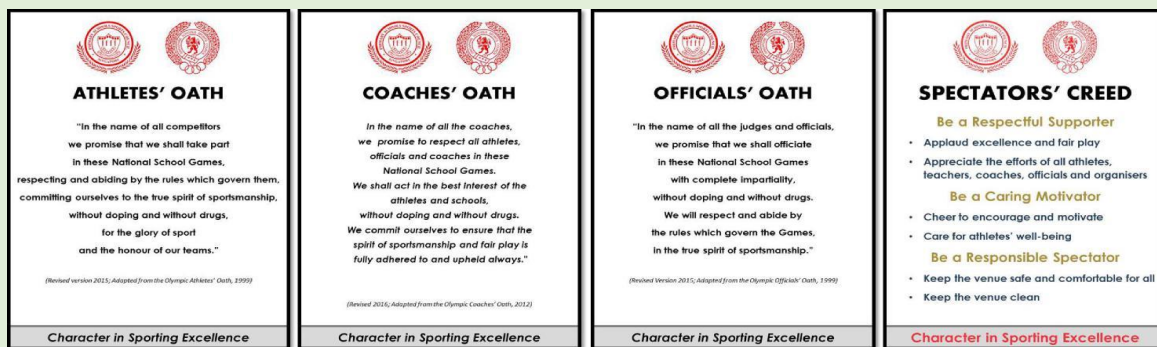 ATHLETES' OATH
"In the name of all competitors
we promise that we shall take part
in these National School Games,
respecting and abiding by the rules which govern them,
committing ourselves to the true spirit of sportsmanship,
without doping and without drugs,
for the glory of sport
and the honour of our teams."
(Revised version 2015; Adapted from the Olympic Athletes' Oath, 1999)
Character in Sporting Excellence
COACHES' OATH
In the name of all the coaches,
we promise to respect all athletes,
officials and coaches in these
National School Games.
We shall act in the best interest of the
athletes and schools,
without doping and without drugs.
We commit ourselves to ensure that the
spirit of sportsmanship and fair play is
fully adhered to and upheld always."
(Revised 2016; Adapted from the Olympic Coaches' Oath, 2012)
Character in Sporting Excellence
OFFICIALS' OATH
"In the name of all the judges and officials,
we promise that we shall officiate
in these National School Games
with complete impartiality,
without doping and without drugs.
We will respect and abide by
the rules which govern the Games,
in the true spirit of sportsmanship."
(Revised Version 2015; Adapted from the Olympic Officials' Oath, 1999)
Character in Sporting Excellence
SPECTATORS' CREED
Be a Respectful Supporter
• Applaud excellence and fair play
• Appreciate the efforts of all athletes,
teachers, coaches, officials and organisers
Be a Caring Motivator
• Cheer to encourage and motivate
• Care for athletes' well-being
Be a Responsible Spectator
• Keep the venue safe and comfortable for all
• Keep the venue clean
Character in Sporting Excellence